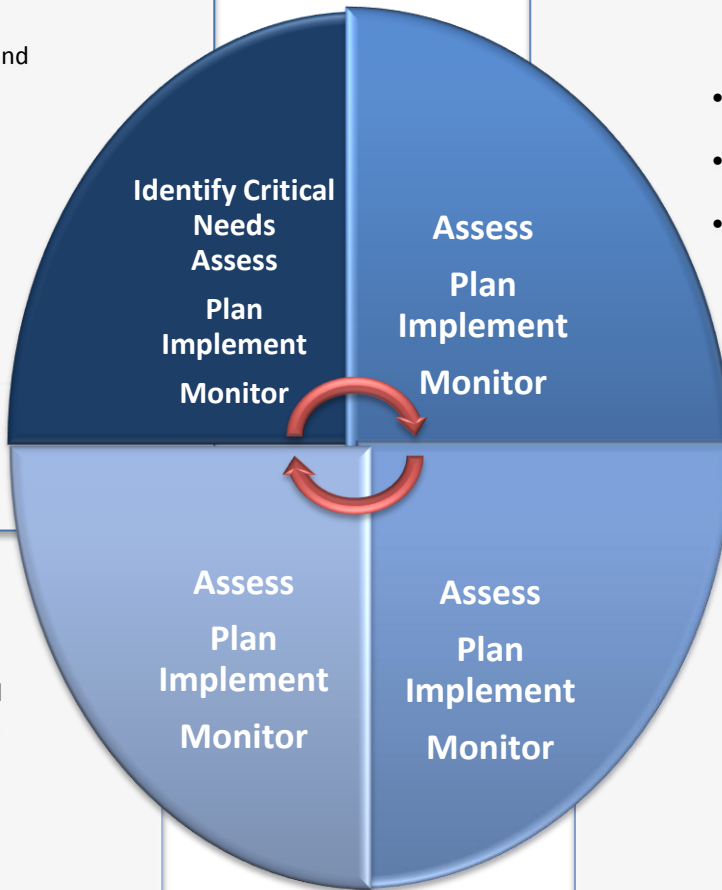 nd
•
•
•
Identify Critical
Needs
Assess
Plan
Implement
Monitor
Assess
Plan
Implement
Monitor
Assess
Plan
Implement
Monitor
Assess
Plan
Implement
Monitor